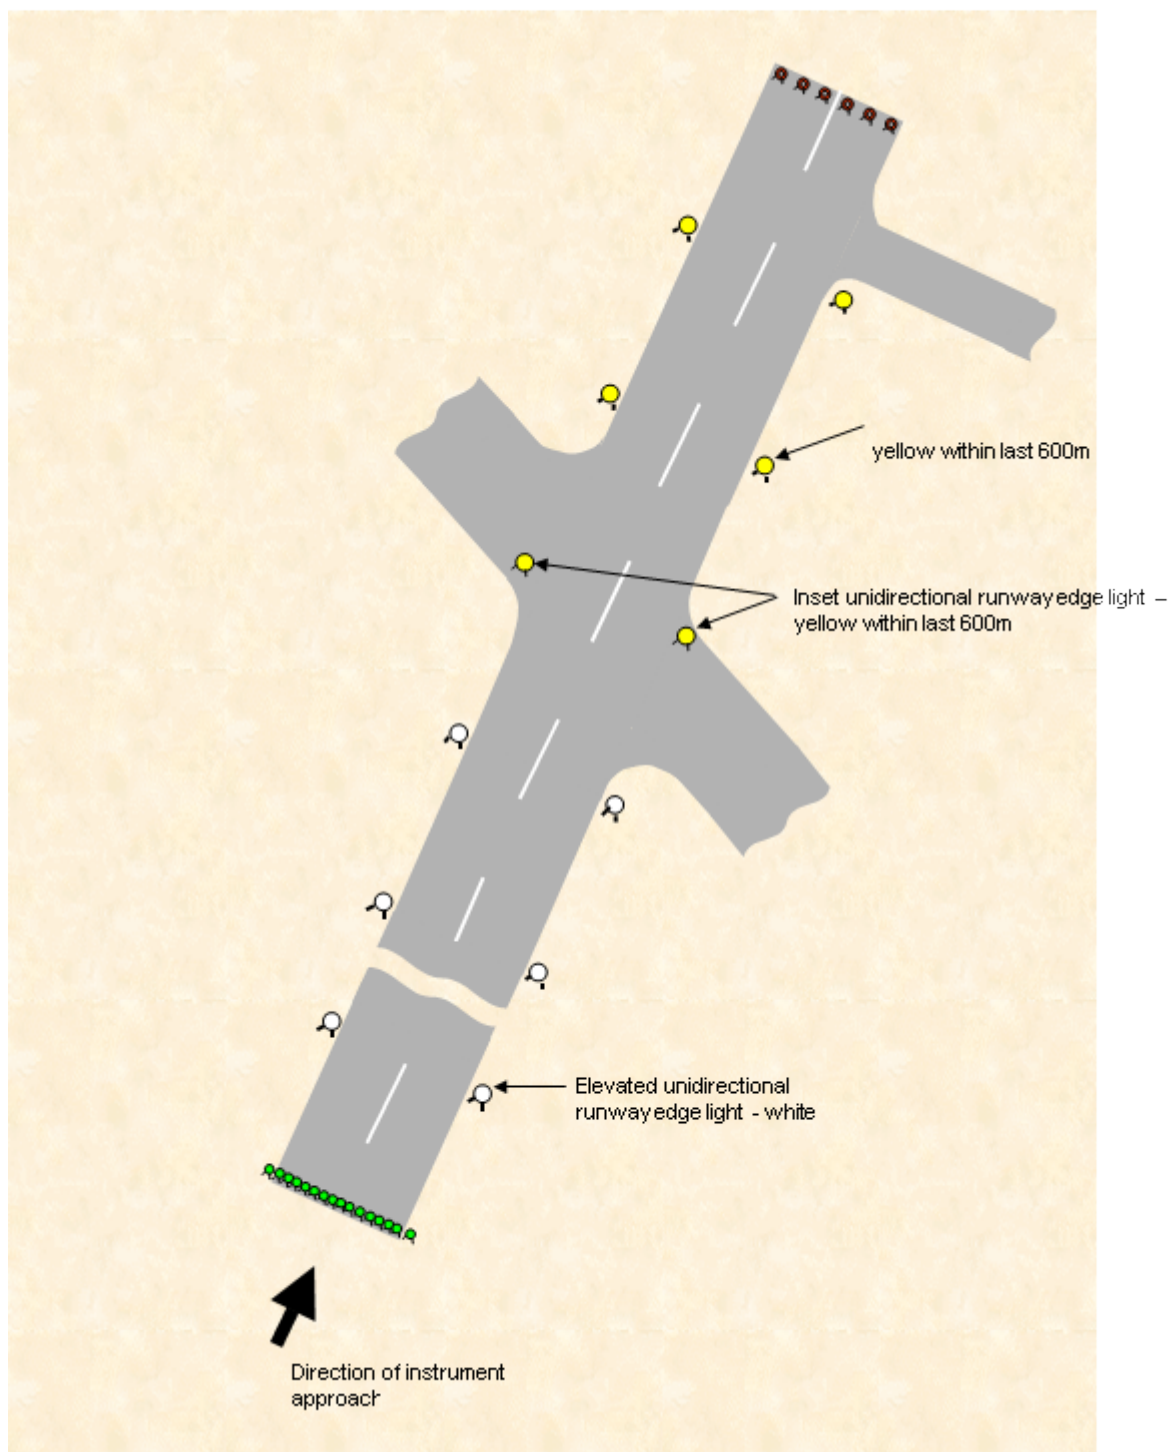 yellow within last 600m
Inset unidirectional runway edge light –
yellow within last 600m
Elevated unidirectional
runway edge light - white
Direction of instrument
approach